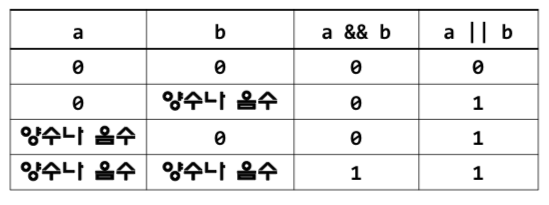 a b a && b a || b
0 0 0 0
0 양수나 음수 0 1
양수나 음수 0 0 1
양수나 음수 양수나 음수 1 1